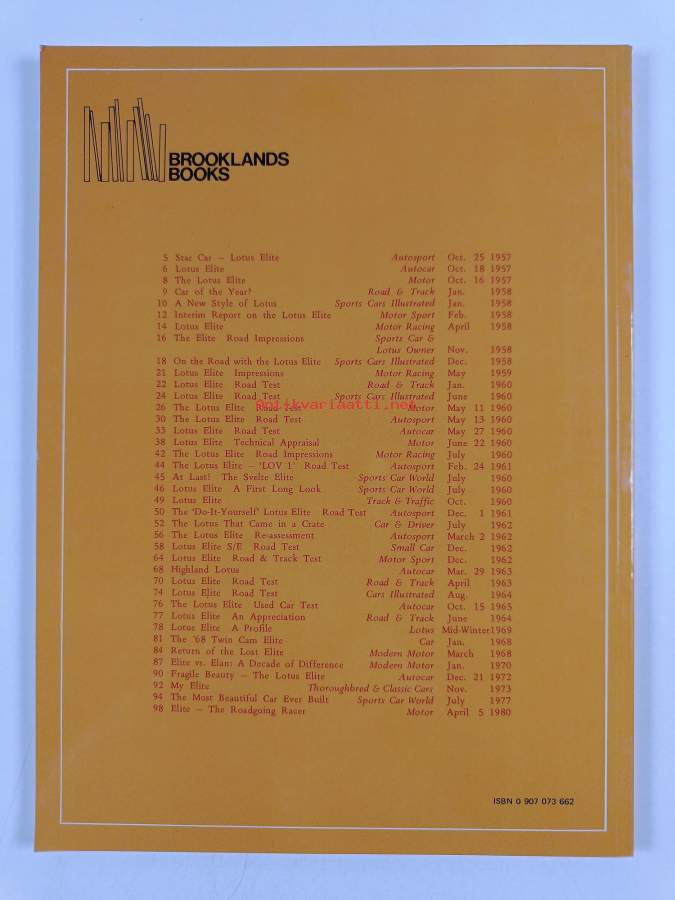 BROOKLANDS
BOOKS
5 Star Car – Lotus Elite Autosport Oct. 25 1957
6 Lotus Elite Autocar Oct. 18 1957
8 The Lotus Elite Motor Oct. 16 1957
9 Car of the Year? Road & Track Jan. 1958
10 A New Style of Lotus Sports Cars Illustrated Jan. 1958
12 Interim Report on the Lotus Elite Motor Sport Feb. 1958
14 Lotus Elite Motor Racing April 1958
16 The Elite Road Impressions Sports Car &
Lotus Owner Nov. 1958
18 On the Road with the Lotus Elite Sports Cars Illustrated Dec. 1958
21 Lotus Elite Impressions Motor Racing May 1959
22 Lotus Elite Road Test Road & Track Jan. 1960
24 Lotus Elite Road Test Sports Cars Illustrated June 1960
Antikvariaatti.net
26 The Lotus Elite Road Test Motor May 11 1960
30 The Lotus Elite Road Test Autosport May 13 1960
33 Lotus Elite Road Test Autocar May 27 1960
38 Lotus Elite Technical Appraisal Motor June 22 1960
42 The Lotus Elite Road Impressions Motor Racing July 1960
44 The Lotus Elite – 'LOV 1' Road Test Autosport Feb. 24 1961
45 At Last! The Svelte Elite Sports Car World July 1960
46 Lotus Elite A First Long Look Sports Car World July 1960
49 Lotus Elite Track & Traffic Oct. 1960
50 The 'Do-It-Yourself' Lotus Elite Road Test Autosport Dec. 1 1961
52 The Lotus That Came in a Crate Car & Driver July 1962
56 The Lotus Elite Re-assessment Autosport March 2 1962
58 Lotus Elite S/E Road Test Small Car Dec. 1962
64 Lotus Elite Road & Track Test Motor Sport Dec. 1962
68 Highland Lotus Autocar Mar. 29 1963
70 Lotus Elite Road Test Road & Track April 1963
74 Lotus Elite Road Test Cars Illustrated Aug. 1964
76 The Lotus Elite Used Car Test Autocar Oct. 15 1965
77 Lotus Elite An Appreciation Road & Track June 1964
78 Lotus Elite A Profile Lotus Mid-Winter 1969
81 The '68 Twin Cam Elite Car Jan. 1968
84 Return of the Lost Elite Modern Motor March 1968
87 Elite vs. Elan: A Decade of Difference Modern Motor Jan. 1970
90 Fragile Beauty – The Lotus Elite Autocar Dec. 21 1972
92 My Elite Thoroughbred & Classic Cars Nov. 1973
94 The Most Beautiful Car Ever Built Sports Car World July 1977
98 Elite – The Roadgoing Racer Motor April 5 1980
ISBN 0 907 073 662